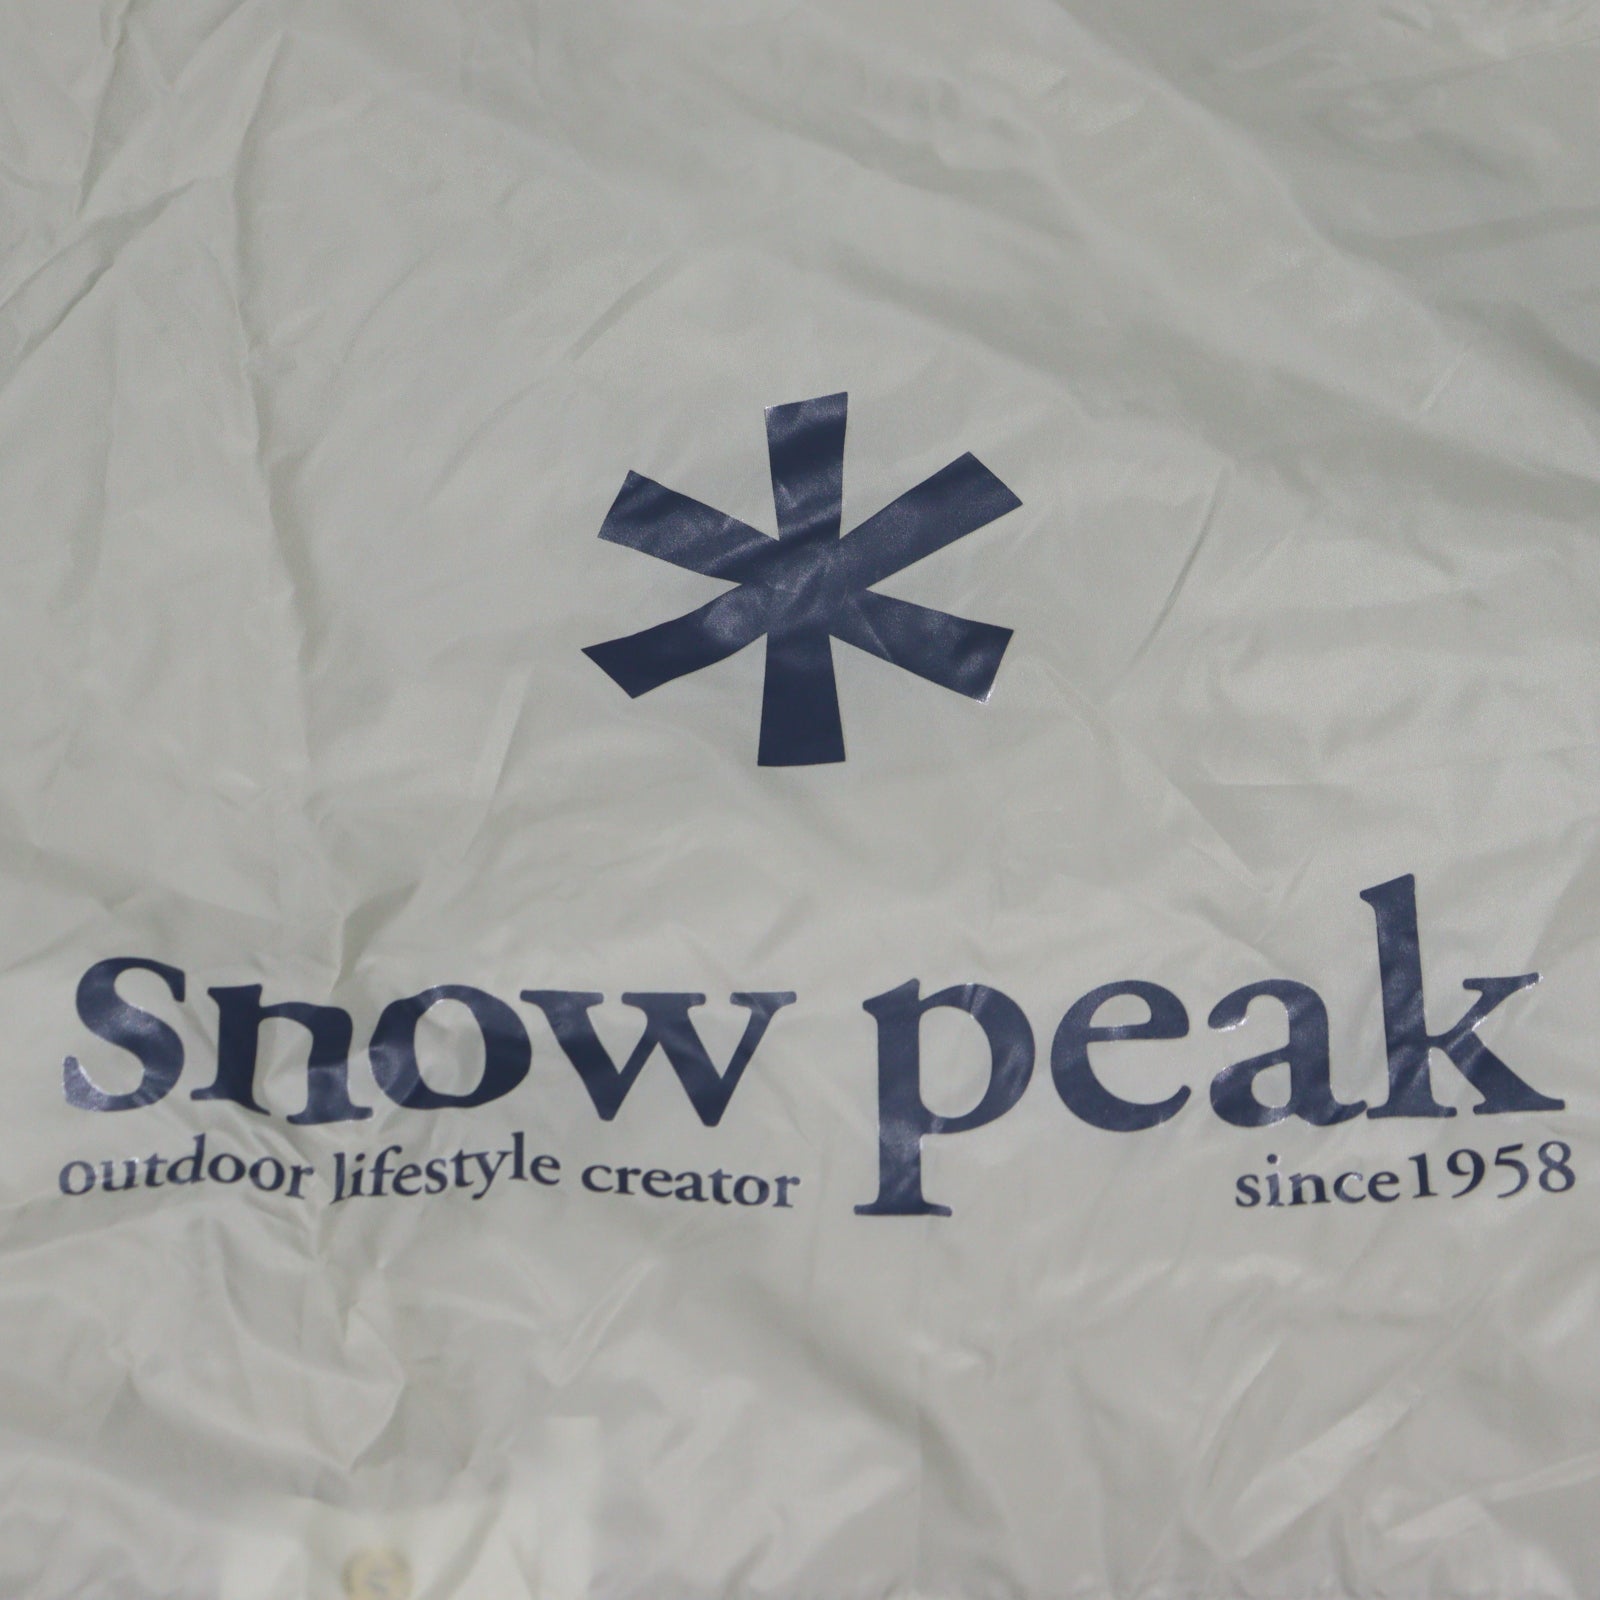 snow peak
outdoor lifestyle creator
since1958